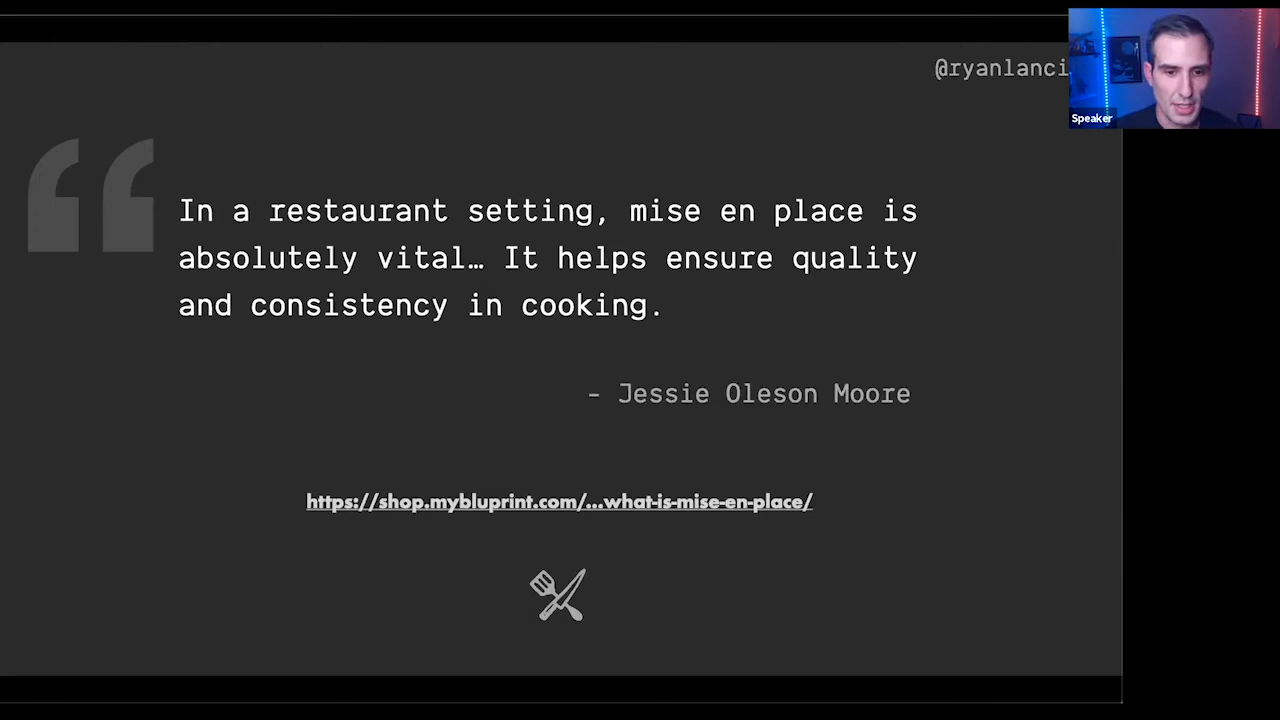 @ryanlanci
Speaker
In a restaurant setting, mise en place is
absolutely vital… It helps ensure quality
and consistency in cooking.
- Jessie Oleson Moore
https://shop.mybluprint.com/...what-is-mise-en-place/